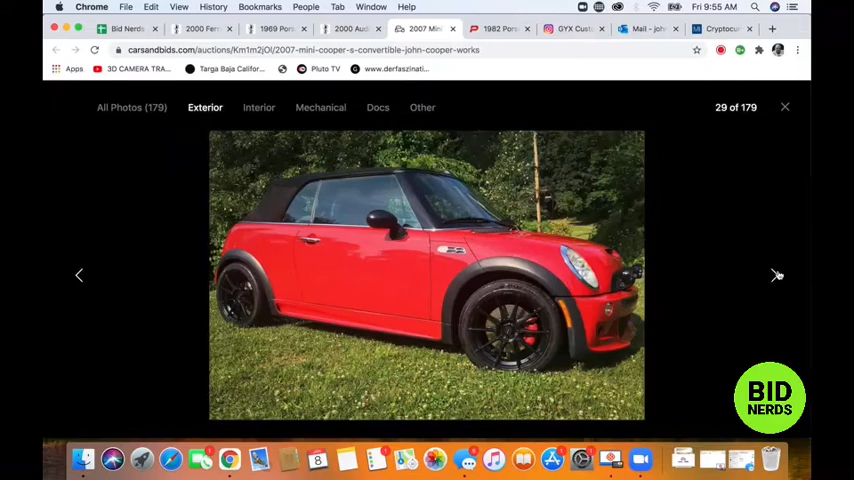 Chrome File Edit View History Bookmarks People Tab Window Help Fri 9:55 AM
Bid Nerds 2000 Ferr 1969 Pors 2000 Audi 2007 Mini 1982 Pors GYX Cust Mail - joh Cryptocur
carsandbids.com/auctions/Km1m2jOl/2007-mini-cooper-s-convertible-john-cooper-works
Apps 3D CAMERA TRA... Targa Baja Califor... Pluto TV www.derfaszinati...
All Photos (179) Exterior Interior Mechanical Docs Other 29 of 179
BID
NERDS
8